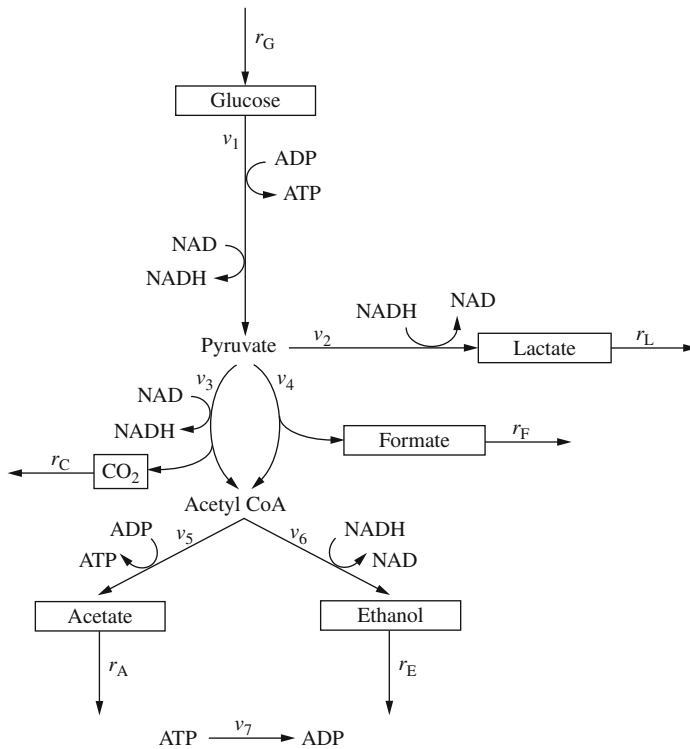 r_G
Glucose
v_1
ADP
ATP
NAD
NADH
Pyruvate
v_2
NADH
NAD
Lactate
r_L
v_3
v_4
NAD
NADH
Formate
r_F
r_C
CO_2
Acetyl CoA
ADP
ATP
v_5
v_6
NADH
NAD
Acetate
Ethanol
r_A
r_E
ATP
v_7
ADP